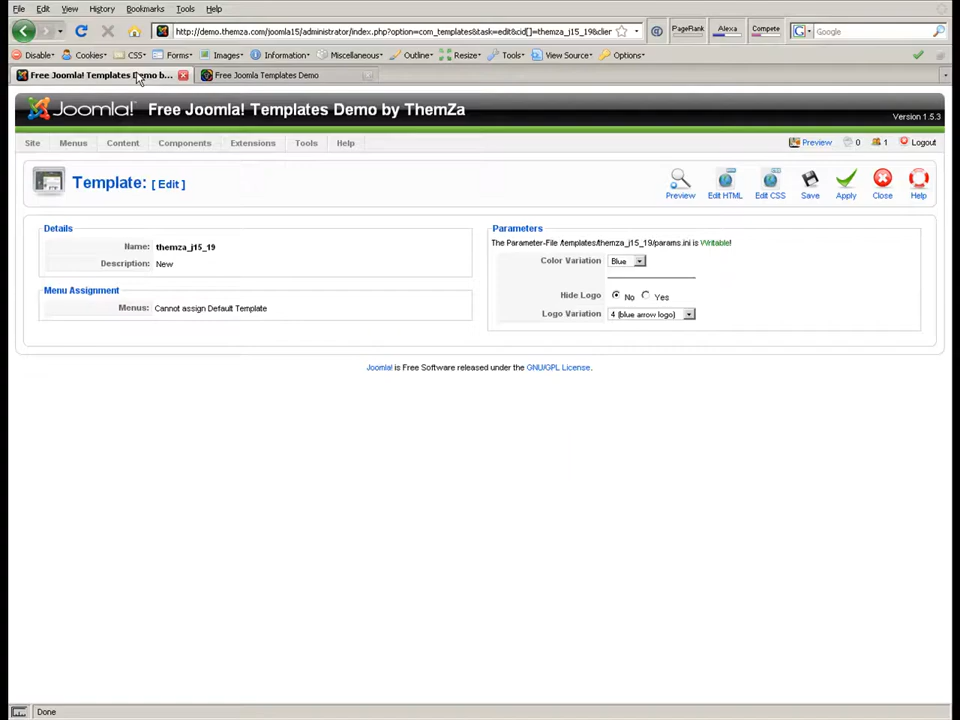 File Edit View History Bookmarks Tools Help
http://demo.themza.com/joomla15/administrator/index.php?option=com_templates&task=edit&cid[]=themza_j15_19&clier
PageRank Alexa Compete Google
Disable Cookies CSS Forms Images Information Miscellaneous Outline Resize Tools View Source Options
Free Joomla! Templates Demo b... Free Joomla Templates Demo
Joomla! Free Joomla! Templates Demo by ThemZa
Version 1.5.3
Site Menus Content Components Extensions Tools Help Preview 0 1 Logout
Template: [ Edit ]
Preview Edit HTML Edit CSS Save Apply Close Help
Details
Name: themza_j15_19
Description: New
Menu Assignment
Menus: Cannot assign Default Template
Parameters
The Parameter-File /templates/themza_j15_19/params.ini is Writable!
Color Variation Blue
Hide Logo No Yes
Logo Variation 4 (blue arrow logo)
Joomla! is Free Software released under the GNU/GPL License.
Done